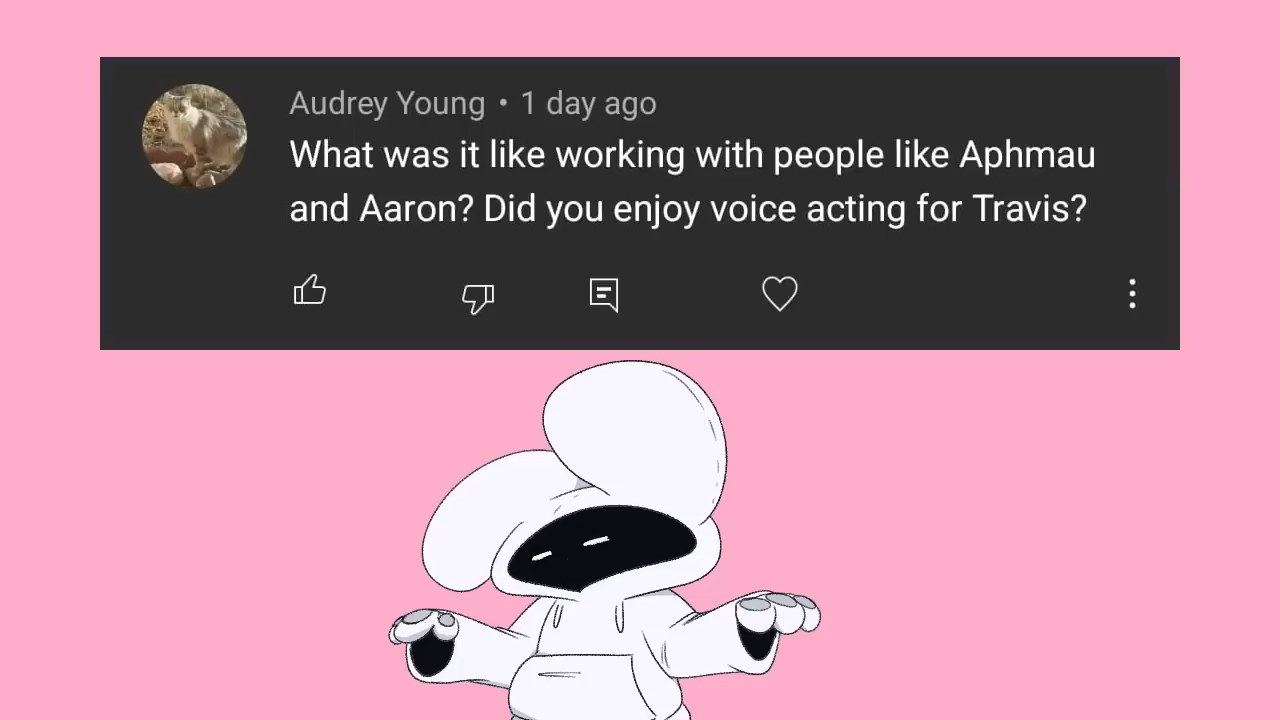 Audrey Young • 1 day ago
What was it like working with people like Aphmau
and Aaron? Did you enjoy voice acting for Travis?